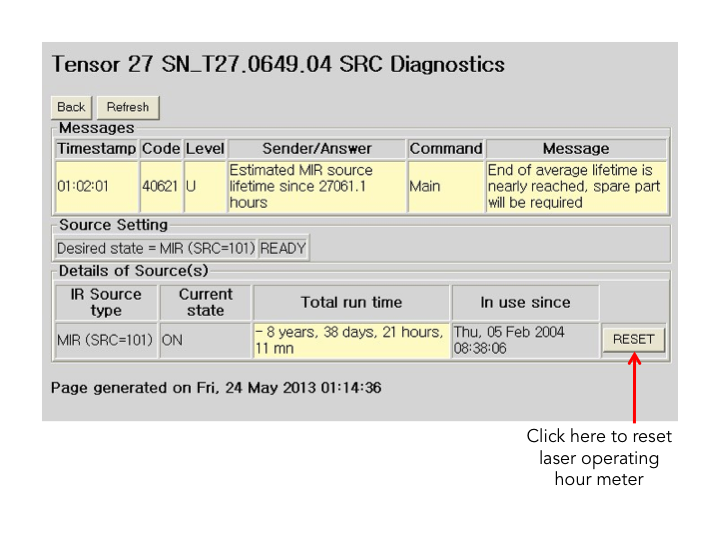 Tensor 27 SN_T27.0649.04 SRC Diagnostics
Back Refresh
Messages
Timestamp Code Level Sender/Answer Command Message
01:02:01 40621 U Estimated MIR source lifetime since 27061.1 hours Main End of average lifetime is nearly reached, spare part will be required
Source Setting
Desired state = MIR (SRC=101) READY
Details of Source(s)
IR Source type Current state Total run time In use since
MIR (SRC=101) ON ~ 8 years, 38 days, 21 hours, 11 mn Thu, 05 Feb 2004 08:38:06 RESET
Page generated on Fri, 24 May 2013 01:14:36
Click here to reset
laser operating
hour meter